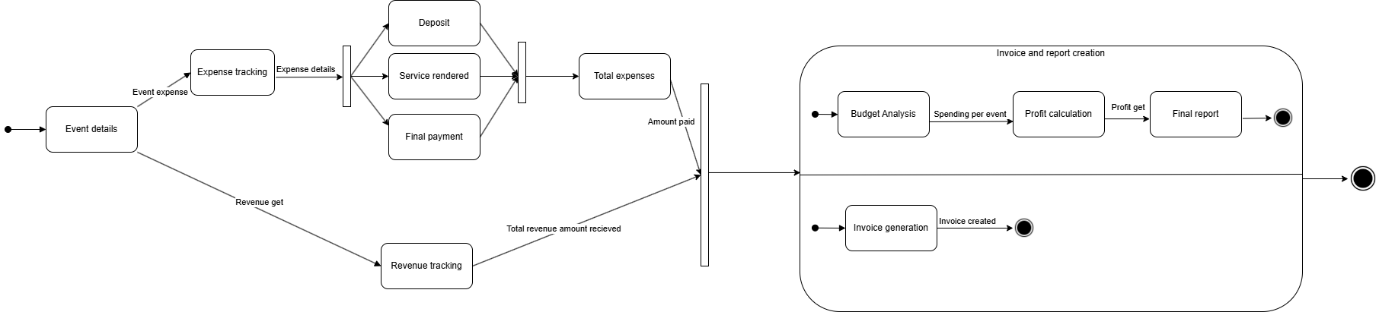 Deposit
Invoice and report creation
Expense tracking
Expense details
Service rendered
Total expenses
Event expense
Budget Analysis
Spending per event
Profit calculation
Profit get
Final report
Event details
Amount paid
Final payment
Revenue get
Total revenue amount recieved
Invoice generation
Invoice created
Revenue tracking